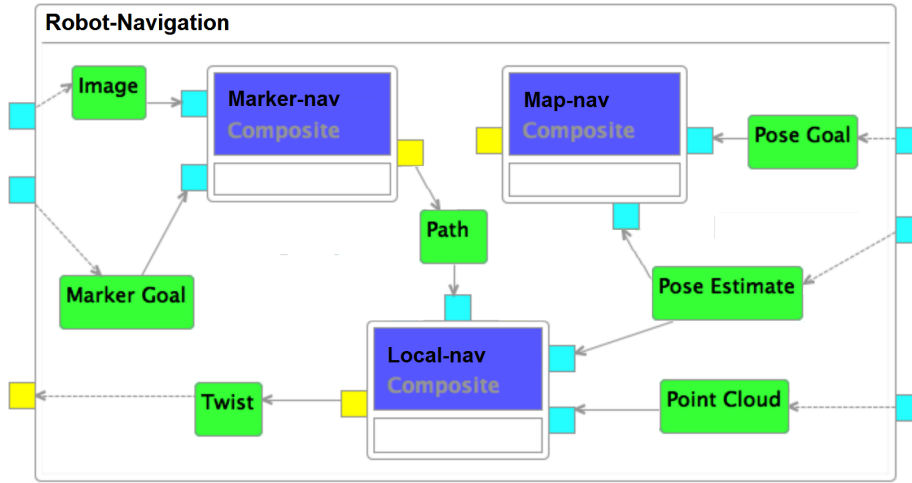 Robot-Navigation
Image
Marker-nav
Composite
Map-nav
Composite
Pose Goal
Path
Marker Goal
Pose Estimate
Local-nav
Composite
Twist
Point Cloud